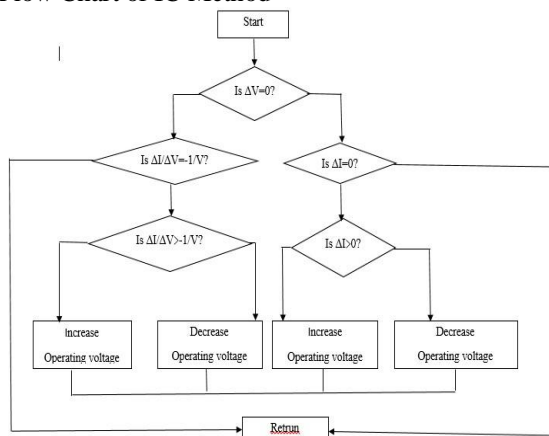 Flow Chart of IC Method
Start
Is ΔV=0?
Is ΔI/ΔV=-1/V?
Is ΔI=0?
Is ΔI/ΔV>-1/V?
Is ΔI>0?
Increase
Operating voltage
Decrease
Operating voltage
Increase
Operating voltage
Decrease
Operating voltage
Retrun